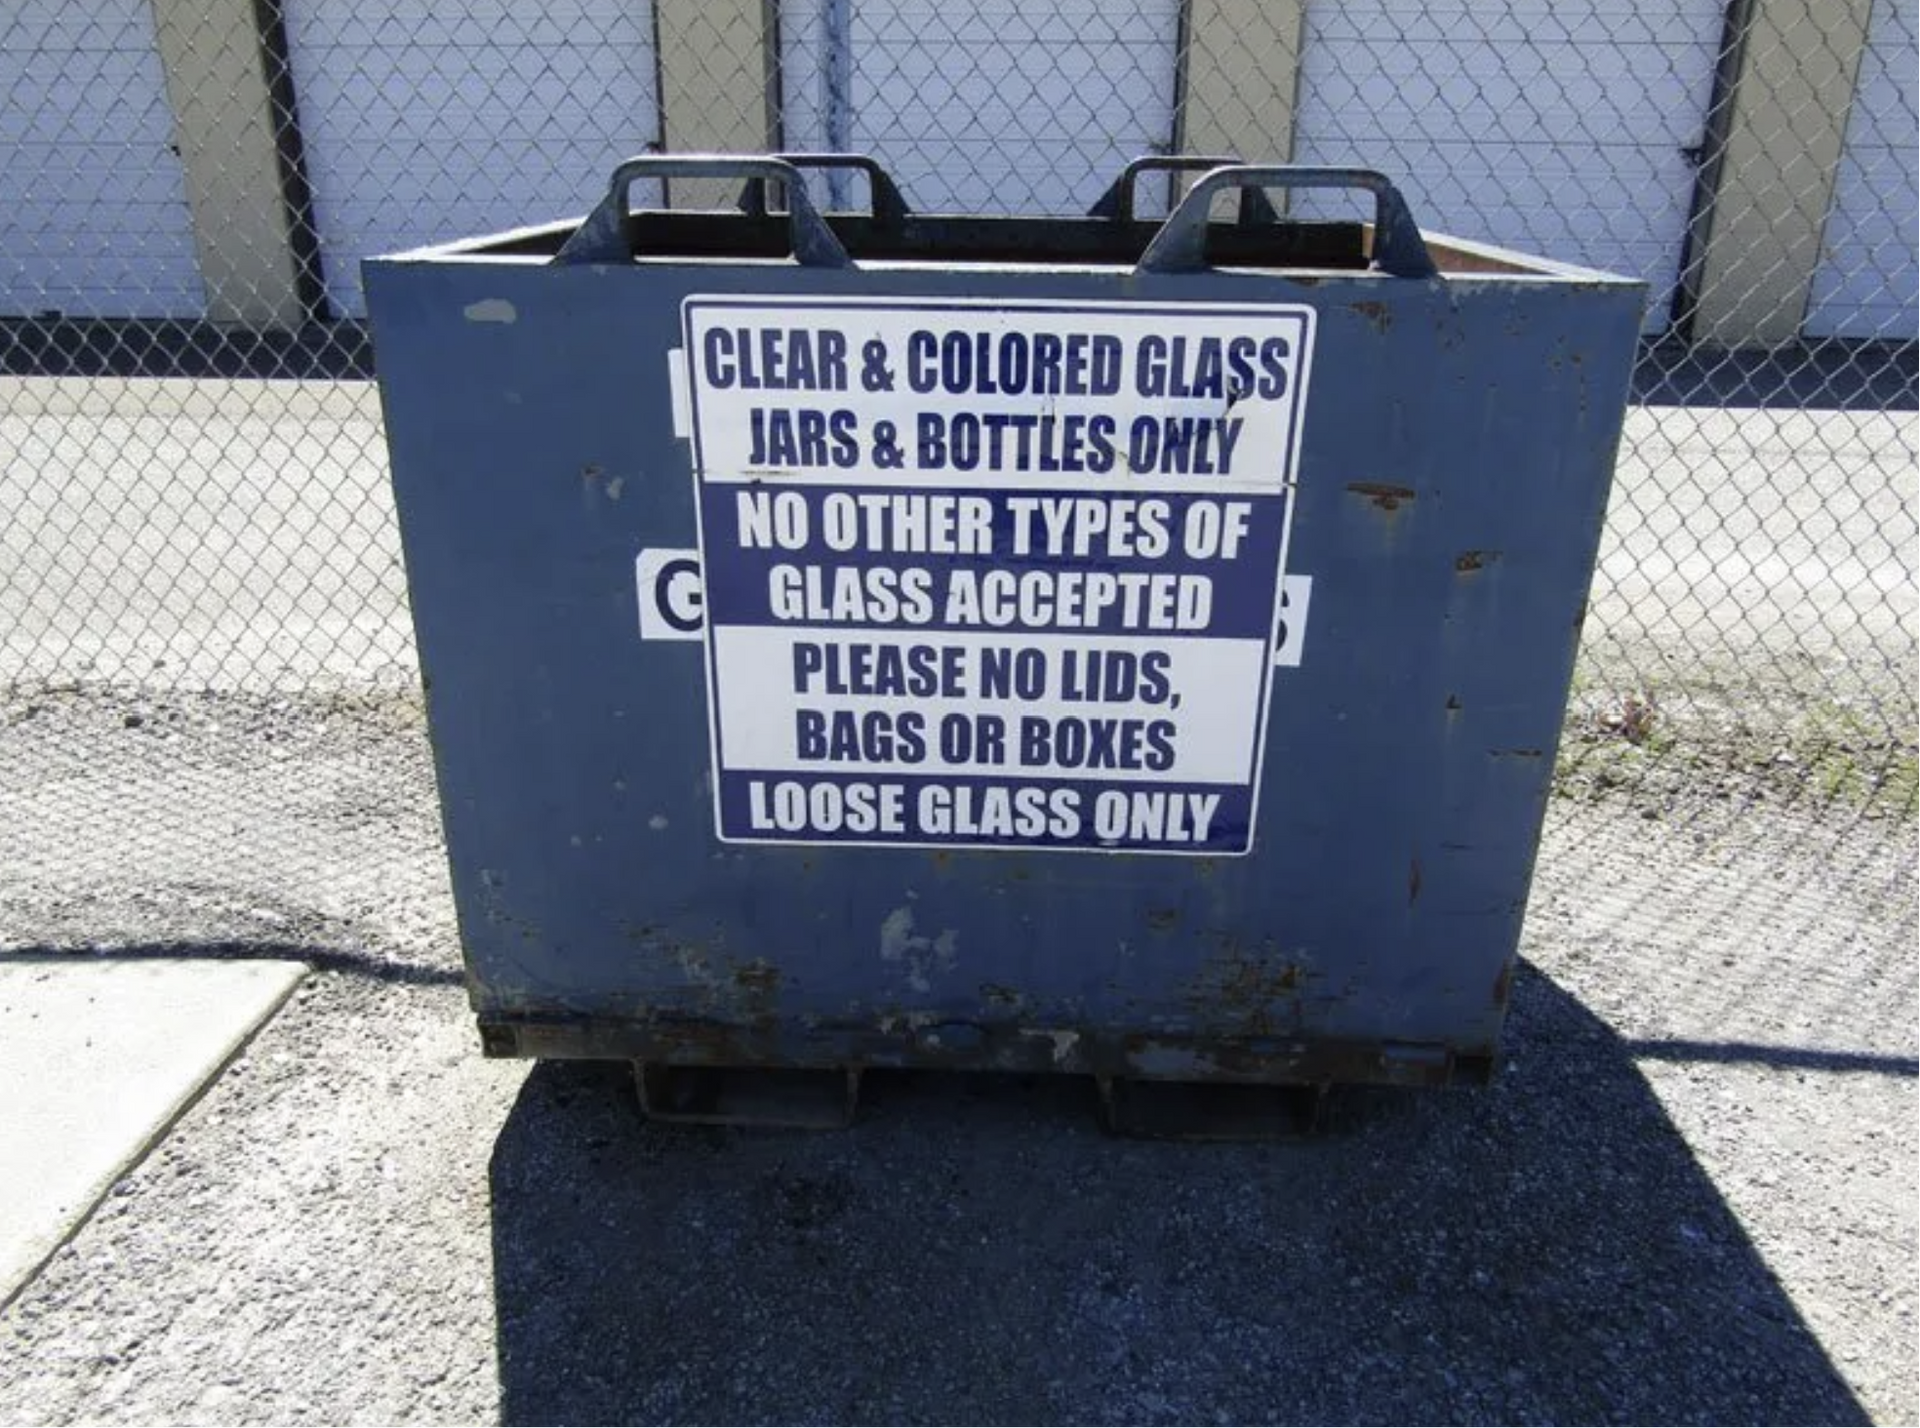 CLEAR & COLORED GLASS
JARS & BOTTLES ONLY
NO OTHER TYPES OF
GLASS ACCEPTED
G S
PLEASE NO LIDS,
BAGS OR BOXES
LOOSE GLASS ONLY